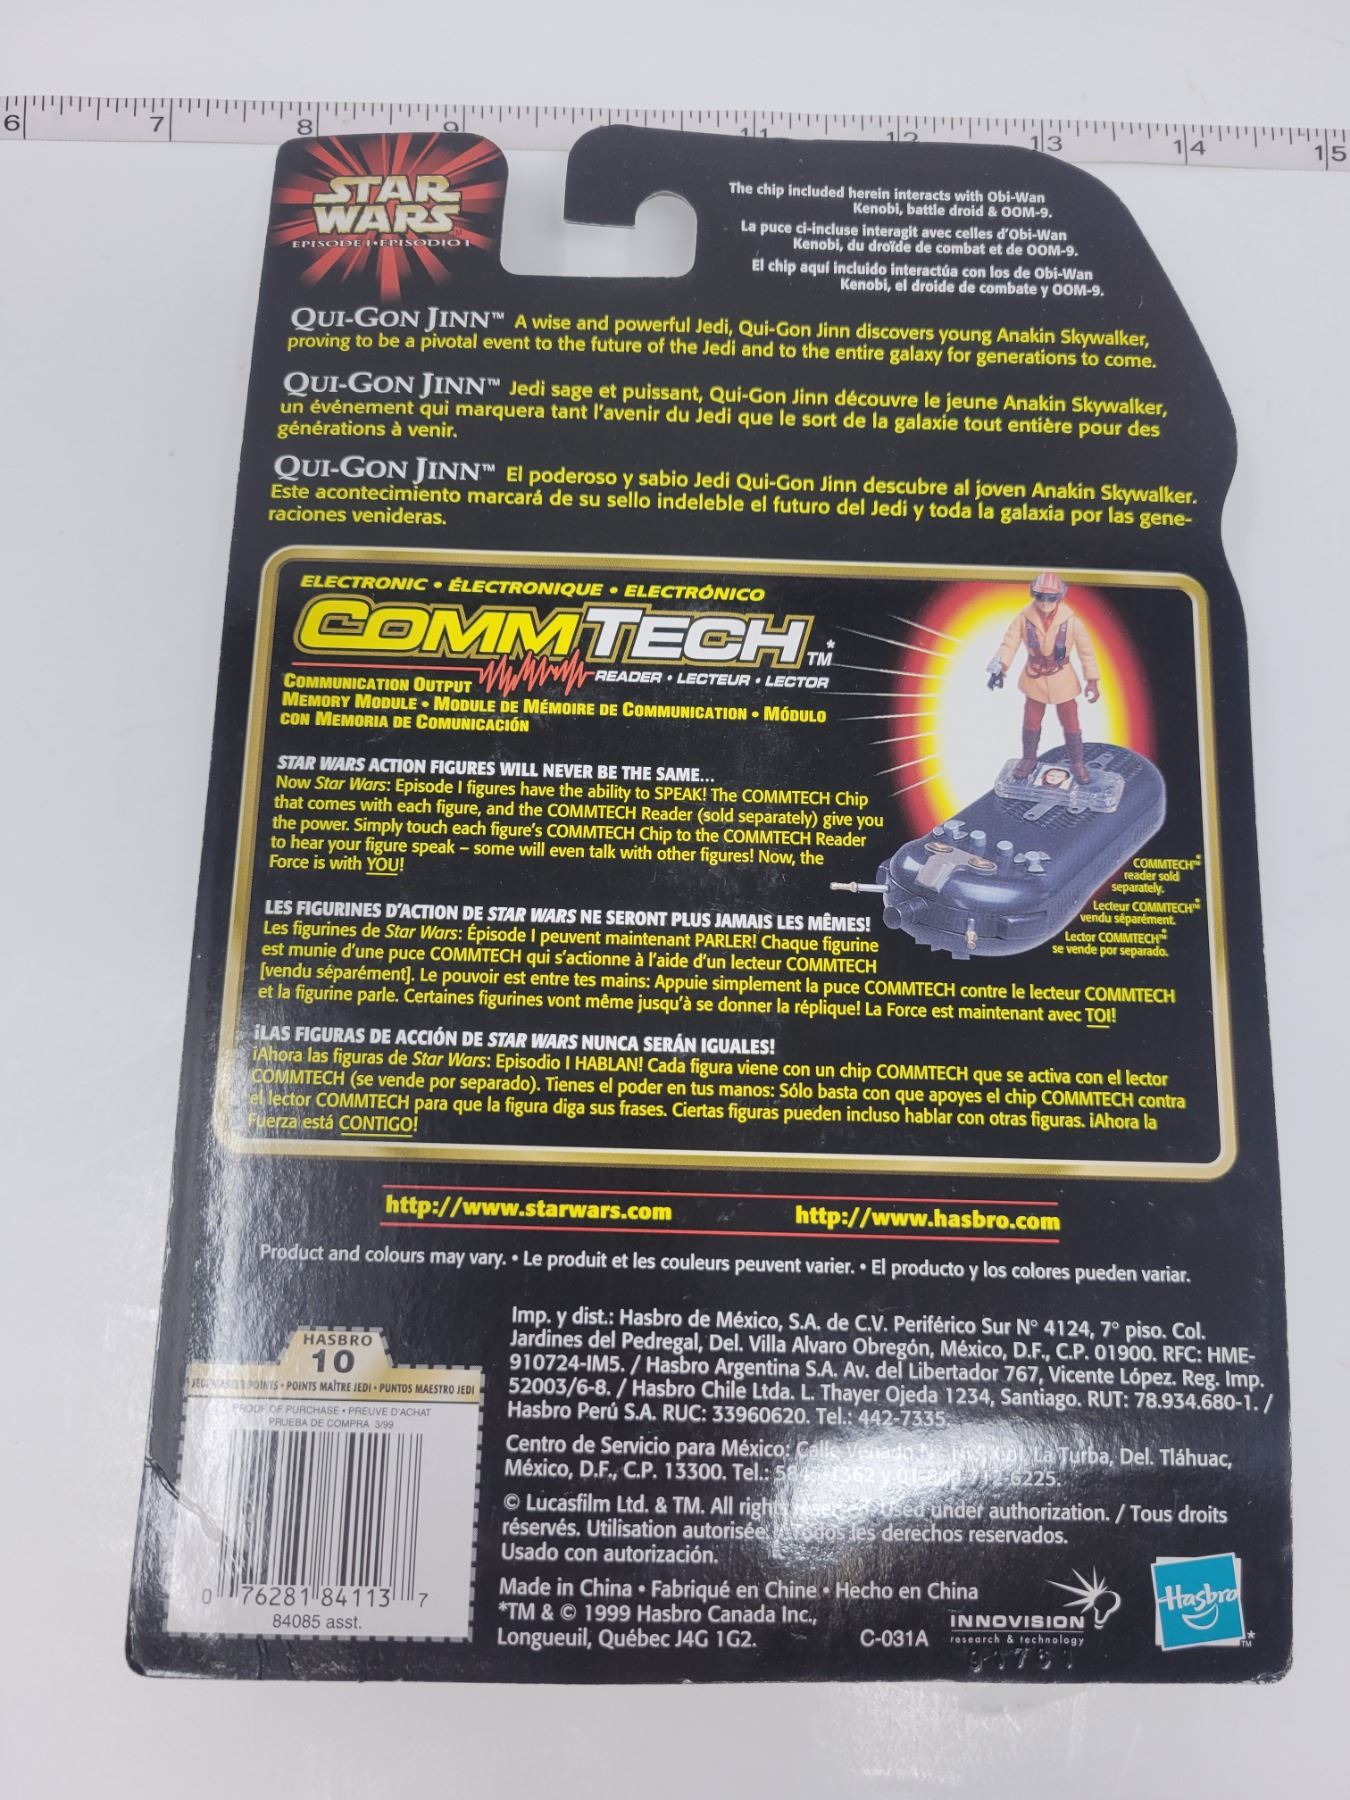 6 7 8 9 11 12 13 14 15
STAR
WARS
EPISODE I • EPISODIO I
The chip included herein interacts with Obi-Wan
Kenobi, battle droid & OOM-9.
La puce ci-incluse interagit avec celles d'Obi-Wan
Kenobi, du droïde de combat et de OOM-9.
El chip aquí incluido interactúa con los de Obi-Wan
Kenobi, el droide de combate y OOM-9.
QUI-GON JINN™ A wise and powerful Jedi, Qui-Gon Jinn discovers young Anakin Skywalker,
proving to be a pivotal event to the future of the Jedi and to the entire galaxy for generations to come.
QUI-GON JINN™ Jedi sage et puissant, Qui-Gon Jinn découvre le jeune Anakin Skywalker,
un événement qui marquera tant l'avenir du Jedi que le sort de la galaxie tout entière pour des
générations à venir.
QUI-GON JINN™ El poderoso y sabio Jedi Qui-Gon Jinn descubre al joven Anakin Skywalker.
Este acontecimiento marcará de su sello indeleble el futuro del Jedi y toda la galaxia por las gene-
raciones venideras.
ELECTRONIC • ÉLECTRONIQUE • ELECTRÓNICO
COMMTECH™*
READER • LECTEUR • LECTOR
COMMUNICATION OUTPUT
MEMORY MODULE • MODULE DE MÉMOIRE DE COMMUNICATION • MÓDULO
CON MEMORIA DE COMUNICACIÓN
STAR WARS ACTION FIGURES WILL NEVER BE THE SAME...
Now Star Wars: Episode I figures have the ability to SPEAK! The COMMTECH Chip
that comes with each figure, and the COMMTECH Reader (sold separately) give you
the power. Simply touch each figure's COMMTECH Chip to the COMMTECH Reader
to hear your figure speak – some will even talk with other figures! Now, the
Force is with YOU!
COMMTECH™*
reader sold
separately.
Lecteur COMMTECH™*
vendu séparément.
Lector COMMTECH™*
se vende por separado.
LES FIGURINES D'ACTION DE STAR WARS NE SERONT PLUS JAMAIS LES MÊMES!
Les figurines de Star Wars: Épisode I peuvent maintenant PARLER! Chaque figurine
est munie d'une puce COMMTECH qui s'actionne à l'aide d'un lecteur COMMTECH
[vendu séparément]. Le pouvoir est entre tes mains: Appuie simplement la puce COMMTECH contre le lecteur COMMTECH
et la figurine parle. Certaines figurines vont même jusqu'à se donner la réplique! La Force est maintenant avec TOI!
¡LAS FIGURAS DE ACCIÓN DE STAR WARS NUNCA SERÁN IGUALES!
¡Ahora las figuras de Star Wars: Episodio I HABLAN! Cada figura viene con un chip COMMTECH que se activa con el lector
COMMTECH (se vende por separado). Tienes el poder en tus manos: Sólo basta con que apoyes el chip COMMTECH contra
el lector COMMTECH para que la figura diga sus frases. Ciertas figuras pueden incluso hablar con otras figuras. ¡Ahora la
Fuerza está CONTIGO!
http://www.starwars.com http://www.hasbro.com
Product and colours may vary. • Le produit et les couleurs peuvent varier. • El producto y los colores pueden variar.
Imp. y dist.: Hasbro de México, S.A. de C.V. Periférico Sur N° 4124, 7° piso. Col.
Jardines del Pedregal, Del. Villa Alvaro Obregón, México, D.F., C.P. 01900. RFC: HME-
910724-IM5. / Hasbro Argentina S.A. Av. del Libertador 767, Vicente López. Reg. Imp.
52003/6-8. / Hasbro Chile Ltda. L. Thayer Ojeda 1234, Santiago. RUT: 78.934.680-1. /
Hasbro Perú S.A. RUC: 33960620. Tel.: 442-7335.
Centro de Servicio para México: Calle Venado La Turba, Del. Tláhuac,
México, D.F., C.P. 13300. Tel.:
© Lucasfilm Ltd. & TM. All rights reserved. Used under authorization. / Tous droits
réservés. Utilisation autorisée. / Todos les derechos reservados.
Usado con autorización.
Made in China • Fabriqué en Chine • Hecho en China
*TM & © 1999 Hasbro Canada Inc.,
Longueuil, Québec J4G 1G2.
C-031A
INNOVISION
research & technology
Hasbro
™*
HASBRO
10
JEDI MASTER POINTS • POINTS MAÎTRE JEDI • PUNTOS MAESTRO JEDI
PROOF OF PURCHASE • PREUVE D'ACHAT
PRUEBA DE COMPRA 3/99
0 76281 84113 7
84085 asst.